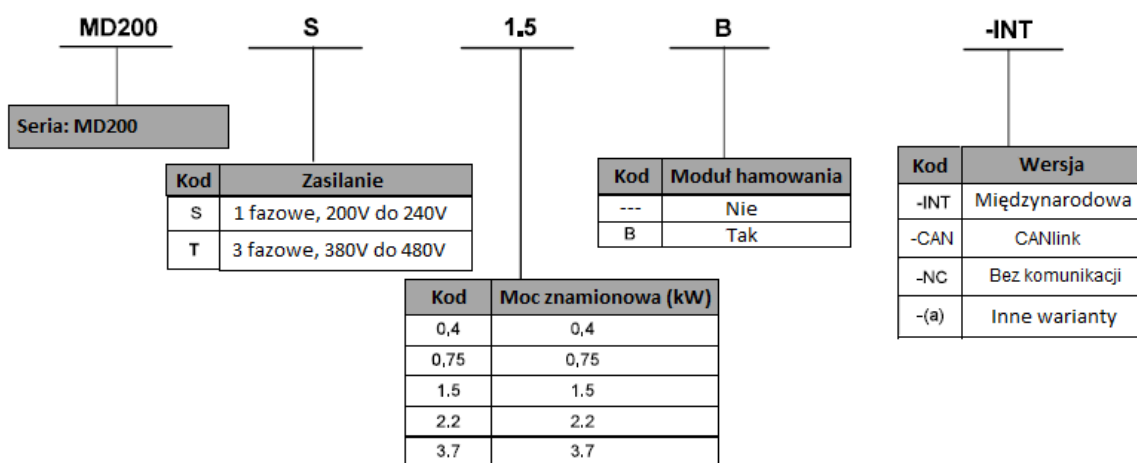 MD200 S 1.5 B -INT
Seria: MD200
Kod Zasilanie
S 1 fazowe, 200V do 240V
T 3 fazowe, 380V do 480V
Kod Moc znamionowa (kW)
0,4 0,4
0,75 0,75
1.5 1.5
2.2 2.2
3.7 3.7
Kod Moduł hamowania
--- Nie
B Tak
Kod Wersja
-INT Międzynarodowa
-CAN CANlink
-NC Bez komunikacji
-(a) Inne warianty